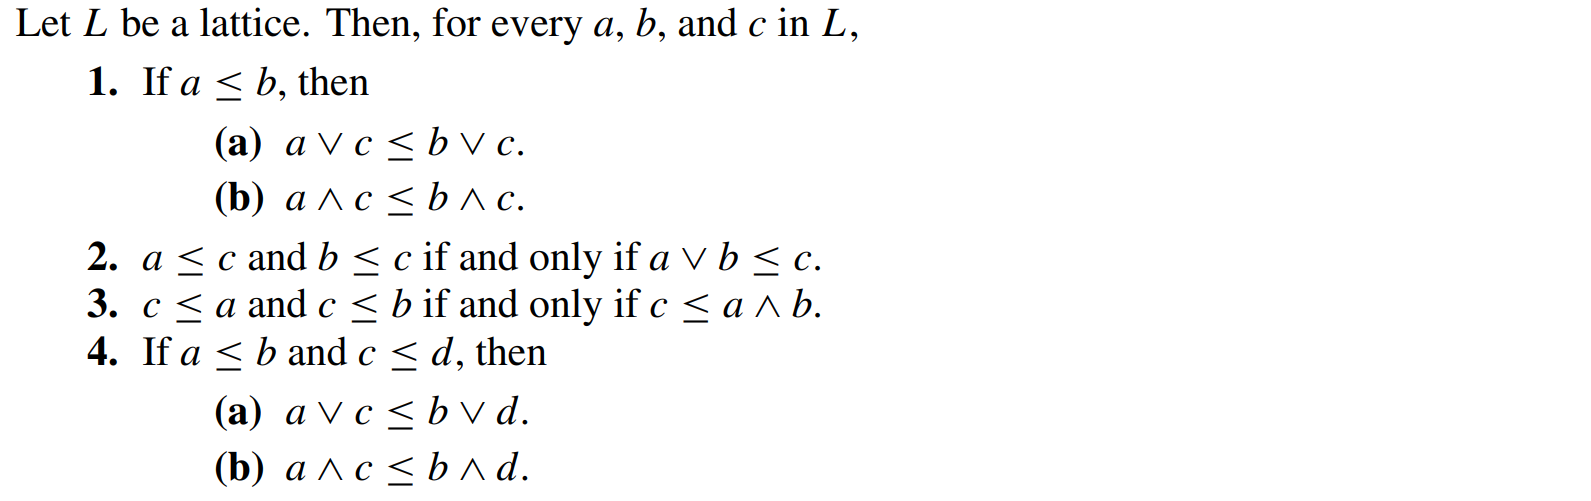 Let L be a lattice. Then, for every a, b, and c in L,
1. If a ≤ b, then
(a) a ∨ c ≤ b ∨ c.
(b) a ∧ c ≤ b ∧ c.
2. a ≤ c and b ≤ c if and only if a ∨ b ≤ c.
3. c ≤ a and c ≤ b if and only if c ≤ a ∧ b.
4. If a ≤ b and c ≤ d, then
(a) a ∨ c ≤ b ∨ d.
(b) a ∧ c ≤ b ∧ d.